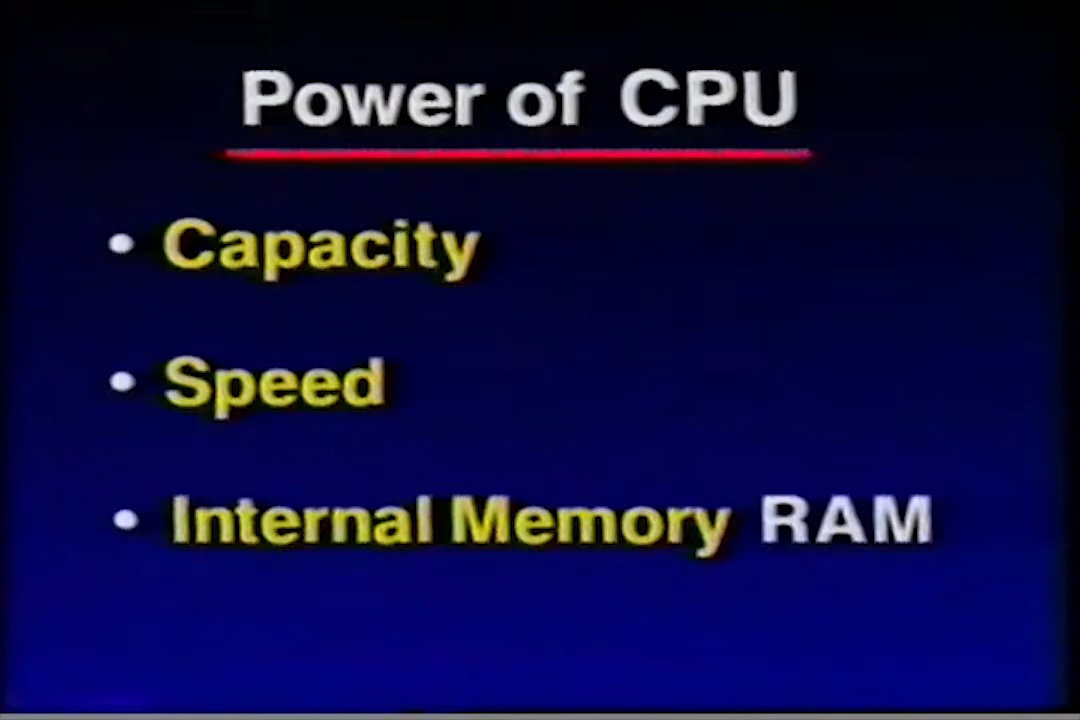 Power of CPU
• Capacity
• Speed
• Internal Memory RAM